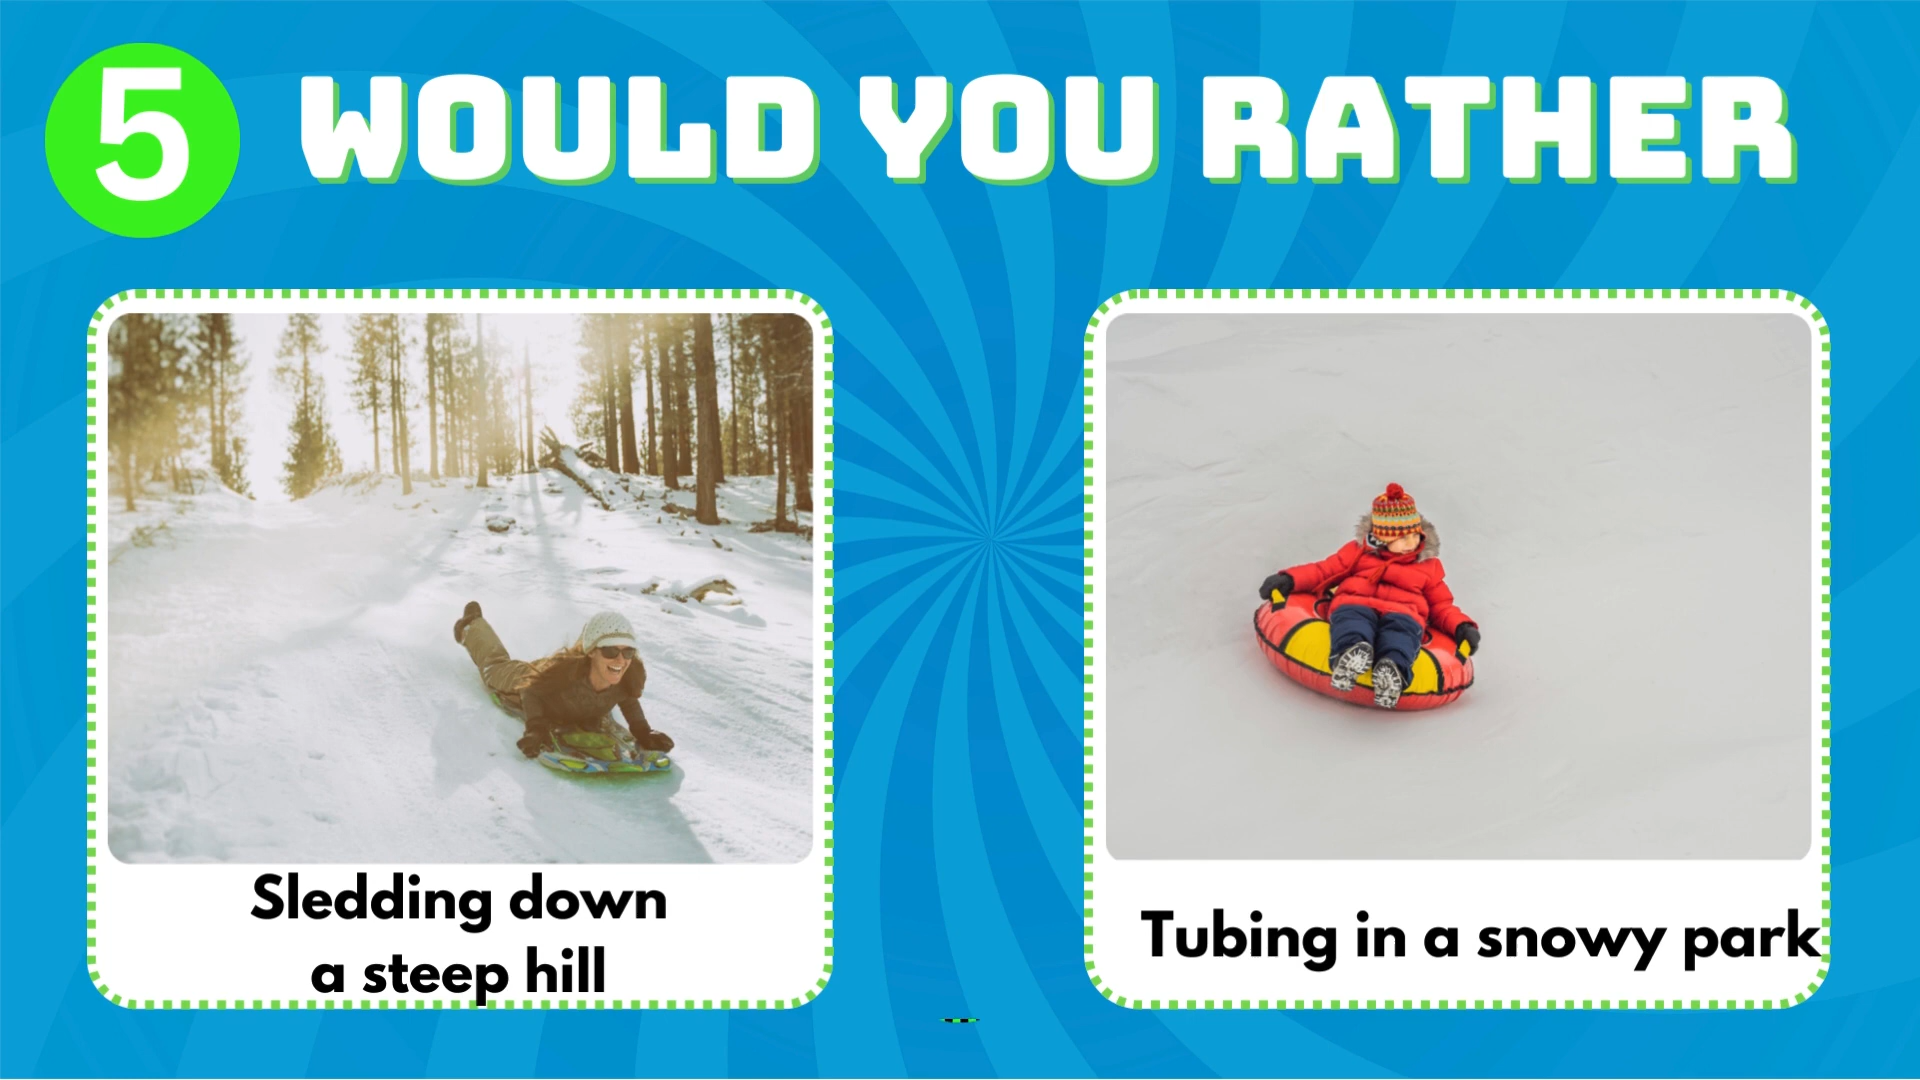 5
WOULD YOU RATHER
Sledding down
a steep hill
Tubing in a snowy park